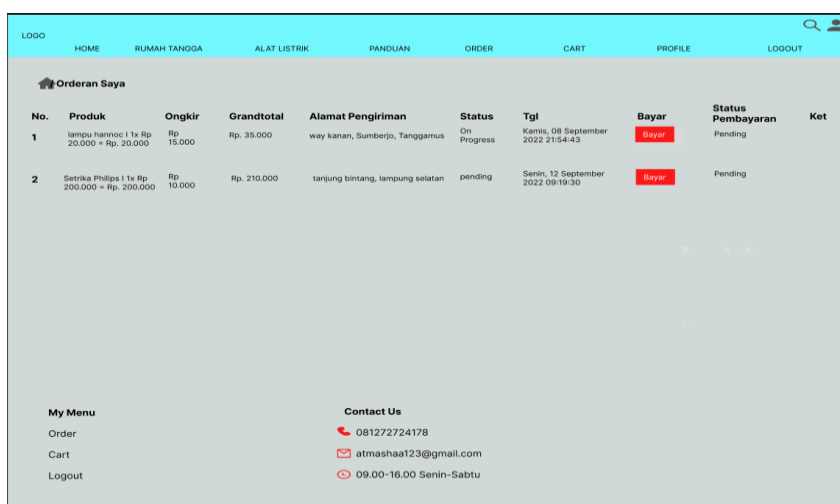 LOGO
HOME RUMAH TANGGA ALAT LISTRIK PANDUAN ORDER CART PROFILE LOGOUT
/Orderan Saya
No. Produk Ongkir Grandtotal Alamat Pengiriman Status Tgl Bayar Status Pembayaran Ket
1 lampu hannoc I 1x Rp 20.000 = Rp. 20.000 Rp 15.000 Rp. 35.000 way kanan, Sumberjo, Tanggamus On Progress Kamis, 08 September 2022 21:54:43 Bayar Pending
2 Setrika Philips I 1x Rp 200.000 = Rp. 200.000 Rp 10.000 Rp. 210.000 tanjung bintang, lampung selatan pending Senin, 12 September 2022 09:19:30 Bayar Pending
My Menu
Order
Cart
Logout
Contact Us
081272724178
atmashaa123@gmail.com
09.00-16.00 Senin-Sabtu